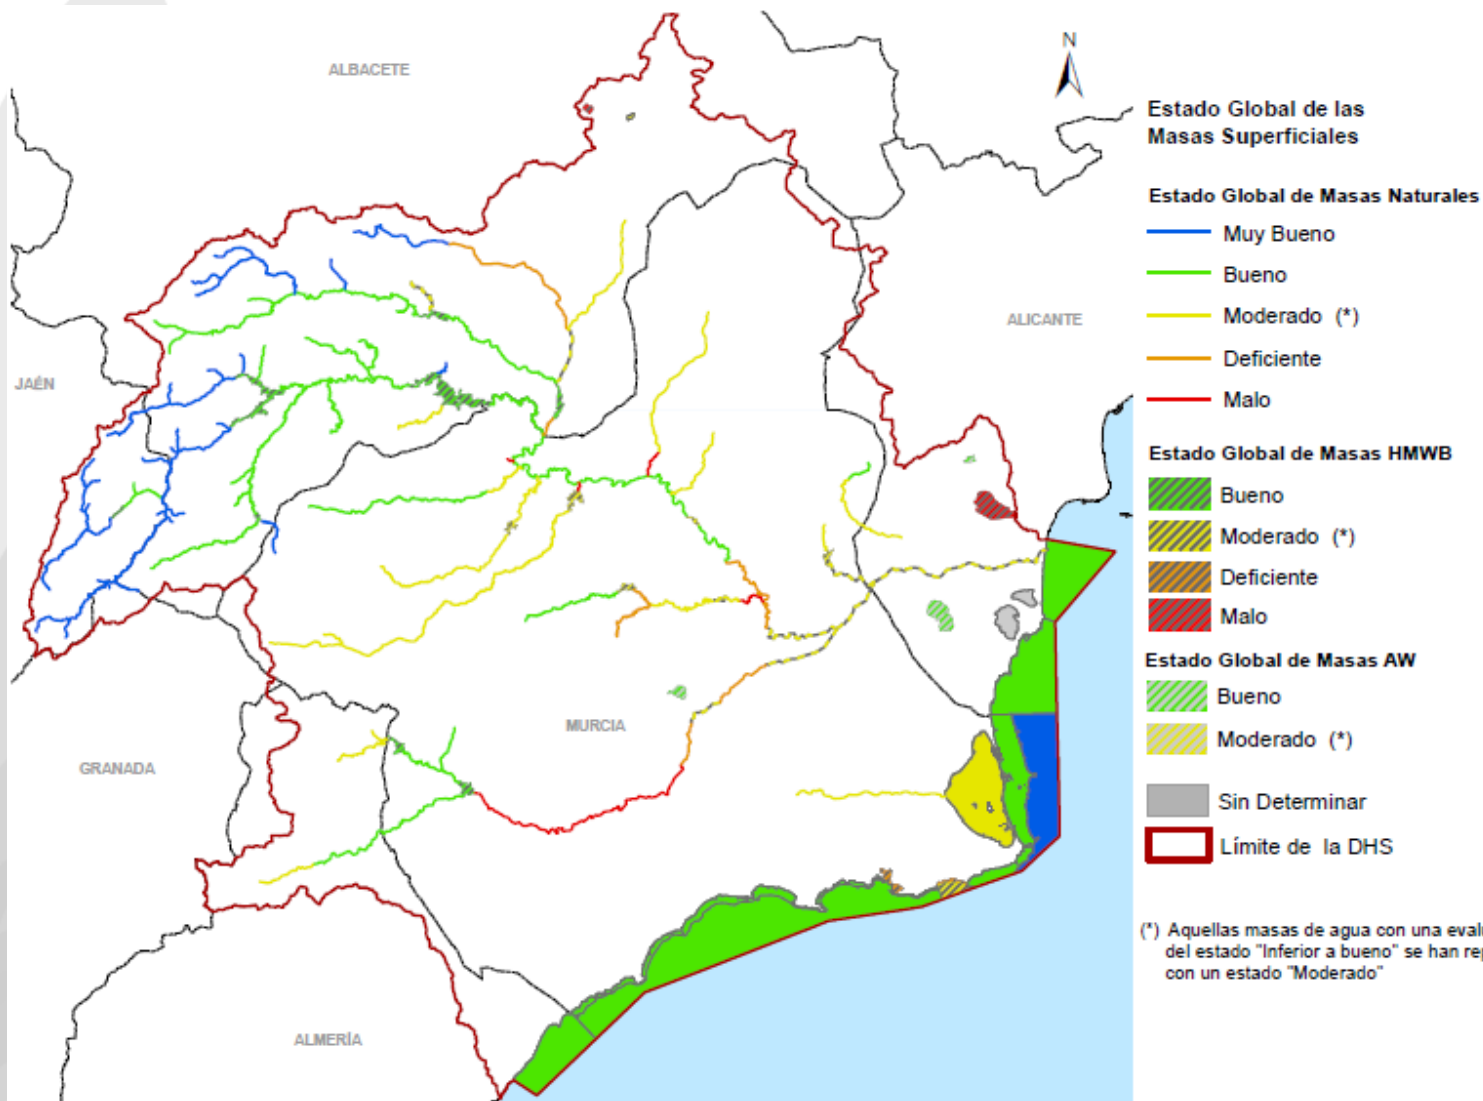 ALBACETE
N
ALICANTE
JAÉN
MURCIA
GRANADA
ALMERÍA
Estado Global de las
Masas Superficiales
Estado Global de Masas Naturales
Muy Bueno
Bueno
Moderado (*)
Deficiente
Malo
Estado Global de Masas HMWB
Bueno
Moderado (*)
Deficiente
Malo
Estado Global de Masas AW
Bueno
Moderado (*)
Sin Determinar
Límite de la DHS
(*) Aquellas masas de agua con una
del estado "Inferior a bueno" se han
con un estado "Moderado"